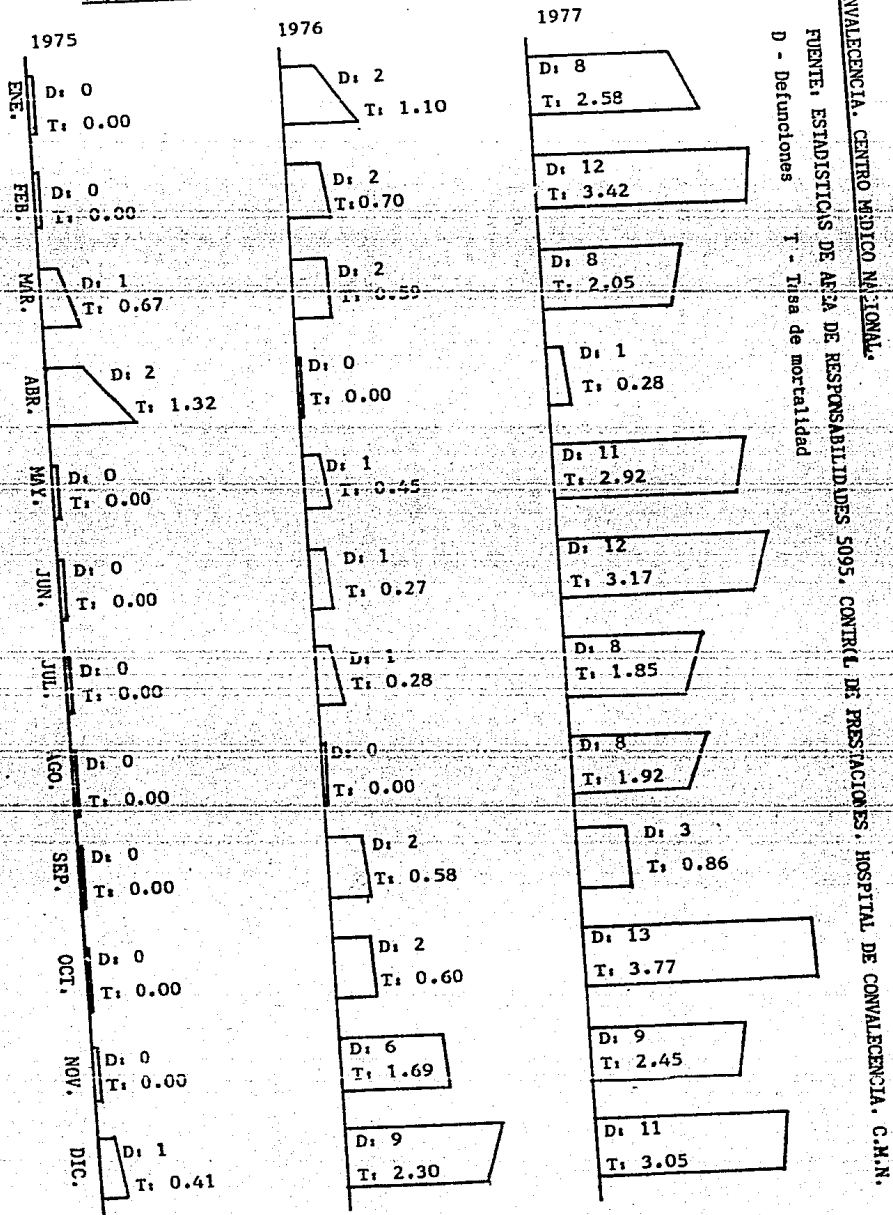 1975
D: 0
T: 0.00
D: 0
T: 0.00
D: 1
T: 0.67
D: 2
T: 1.32
D: 0
T: 0.00
D: 0
T: 0.00
D: 0
T: 0.00
D: 0
T: 0.00
D: 0
T: 0.00
D: 0
T: 0.00
D: 0
T: 0.00
D: 1
T: 0.41
ENE.
FEB.
MAR.
ABR.
MAY.
JUN.
JUL.
AGO.
SEP.
OCT.
NOV.
DIC.
1976
D: 2
T: 1.10
D: 2
T:0.70
D: 2
T: 0.59
D: 0
T: 0.00
D: 1
T: 0.45
D: 1
T: 0.27
D: 1
T: 0.28
D: 0
T: 0.00
D: 2
T: 0.58
D: 2
T: 0.60
D: 6
T: 1.69
D: 9
T: 2.30
1977
D: 8
T: 2.58
D: 12
T: 3.42
D: 8
T: 2.05
D: 1
T: 0.28
D: 11
T: 2.92
D: 12
T: 3.17
D: 8
T: 1.85
D: 8
T: 1.92
D: 3
T: 0.86
D: 13
T: 3.77
D: 9
T: 2.45
D: 11
T: 3.05
NVALECENCIA. CENTRO MEDICO NACIONAL.
FUENTE: ESTADISTICAS DE AREA DE RESPONSABILIDADES 5095. CONTROL DE PRESTACIONES. HOSPITAL DE CONVALECENCIA. C.M.N.
D - Defunciones T - Tasa de mortalidad